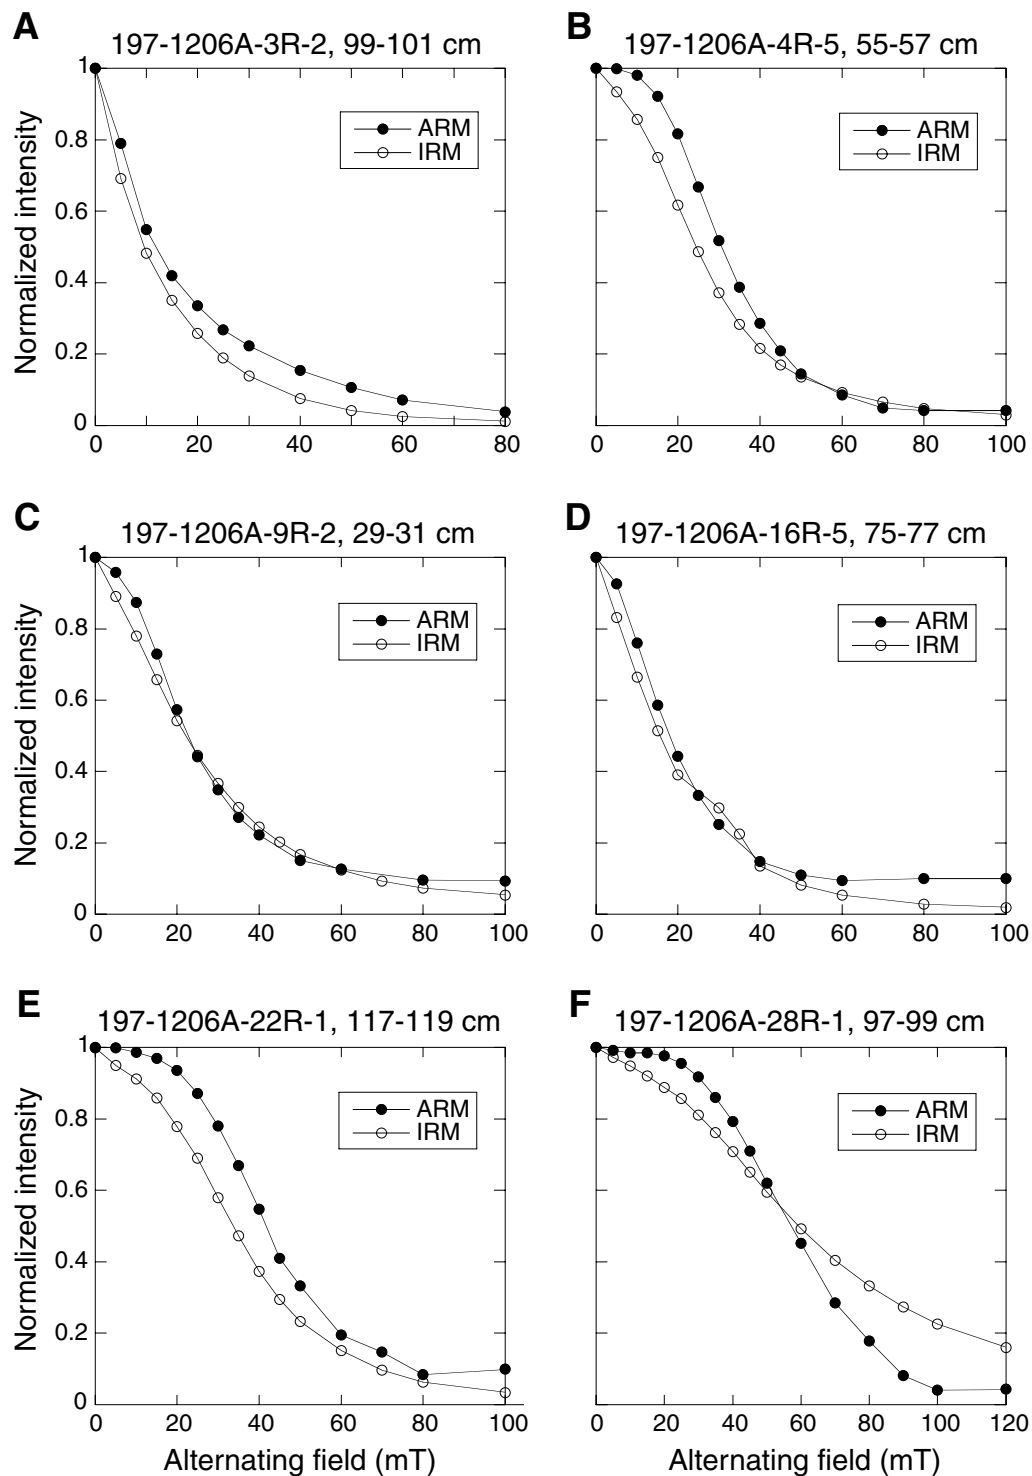 A
197-1206A-3R-2, 99-101 cm
1
0.8
0.6
0.4
0.2
0
0 20 40 60 80
Normalized intensity
ARM
IRM
B
197-1206A-4R-5, 55-57 cm
ARM
IRM
0 20 40 60 80 100
C
197-1206A-9R-2, 29-31 cm
1
0.8
0.6
0.4
0.2
0
0 20 40 60 80 100
Normalized intensity
ARM
IRM
D
197-1206A-16R-5, 75-77 cm
ARM
IRM
0 20 40 60 80 100
E
197-1206A-22R-1, 117-119 cm
1
0.8
0.6
0.4
0.2
0
0 20 40 60 80 100
Normalized intensity
Alternating field (mT)
ARM
IRM
F
197-1206A-28R-1, 97-99 cm
ARM
IRM
0 20 40 60 80 100 120
Alternating field (mT)